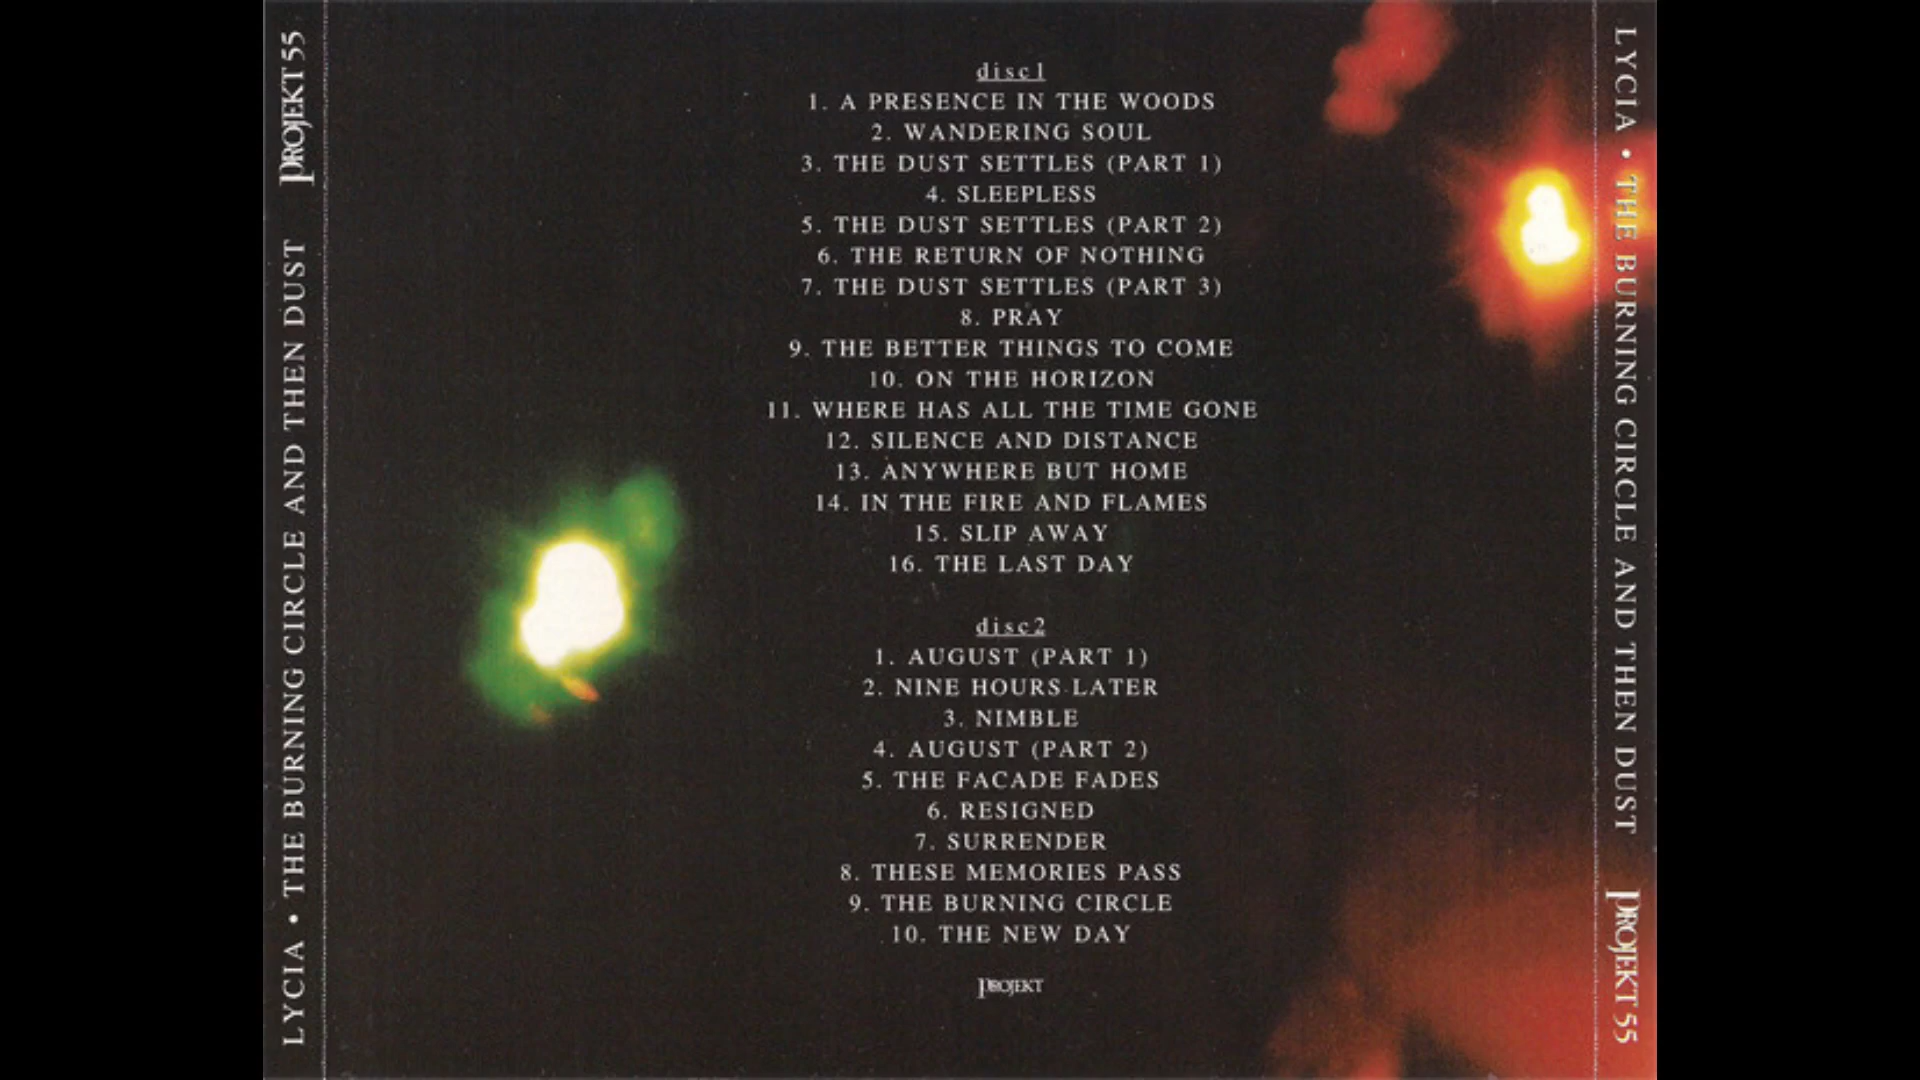 LYCIA • THE BURNING CIRCLE AND THEN DUST PROJEKT 55
disc1
1. A PRESENCE IN THE WOODS
2. WANDERING SOUL
3. THE DUST SETTLES (PART 1)
4. SLEEPLESS
5. THE DUST SETTLES (PART 2)
6. THE RETURN OF NOTHING
7. THE DUST SETTLES (PART 3)
8. PRAY
9. THE BETTER THINGS TO COME
10. ON THE HORIZON
11. WHERE HAS ALL THE TIME GONE
12. SILENCE AND DISTANCE
13. ANYWHERE BUT HOME
14. IN THE FIRE AND FLAMES
15. SLIP AWAY
16. THE LAST DAY
disc2
1. AUGUST (PART 1)
2. NINE HOURS LATER
3. NIMBLE
4. AUGUST (PART 2)
5. THE FACADE FADES
6. RESIGNED
7. SURRENDER
8. THESE MEMORIES PASS
9. THE BURNING CIRCLE
10. THE NEW DAY
PROJEKT
LYCIA • THE BURNING CIRCLE AND THEN DUST PROJEKT 55